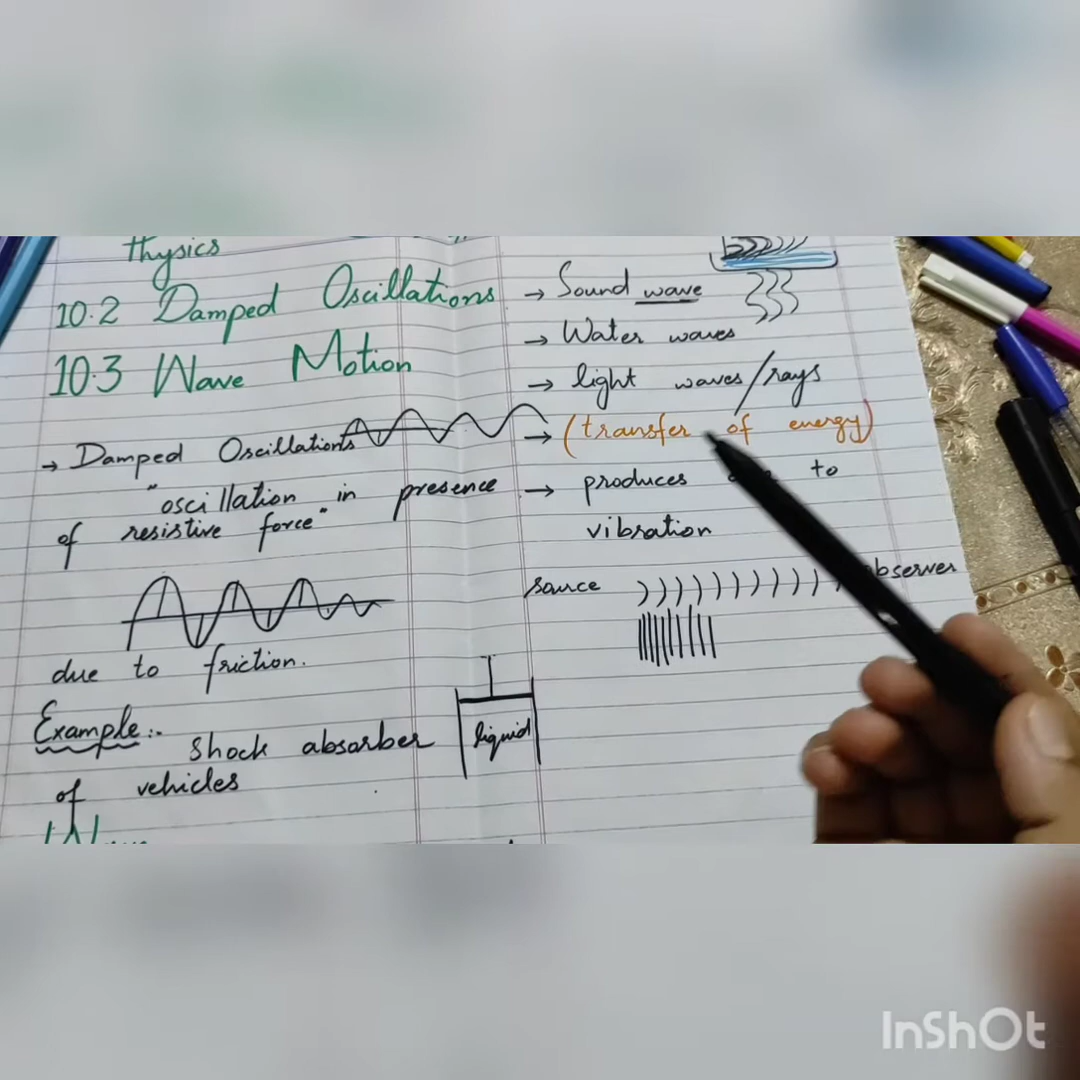 Physics
10.2 Damped Oscillations
10.3 Wave Motion
→ Damped Oscillations
"oscillation in presence
of resistive force"
due to friction.
Example:-
Shock absorber
of vehicles
liquid
→ Sound wave
→ Water waves
→ light waves/rays
→ (transfer of energy)
→ produces to
vibration
source observer
InShOt